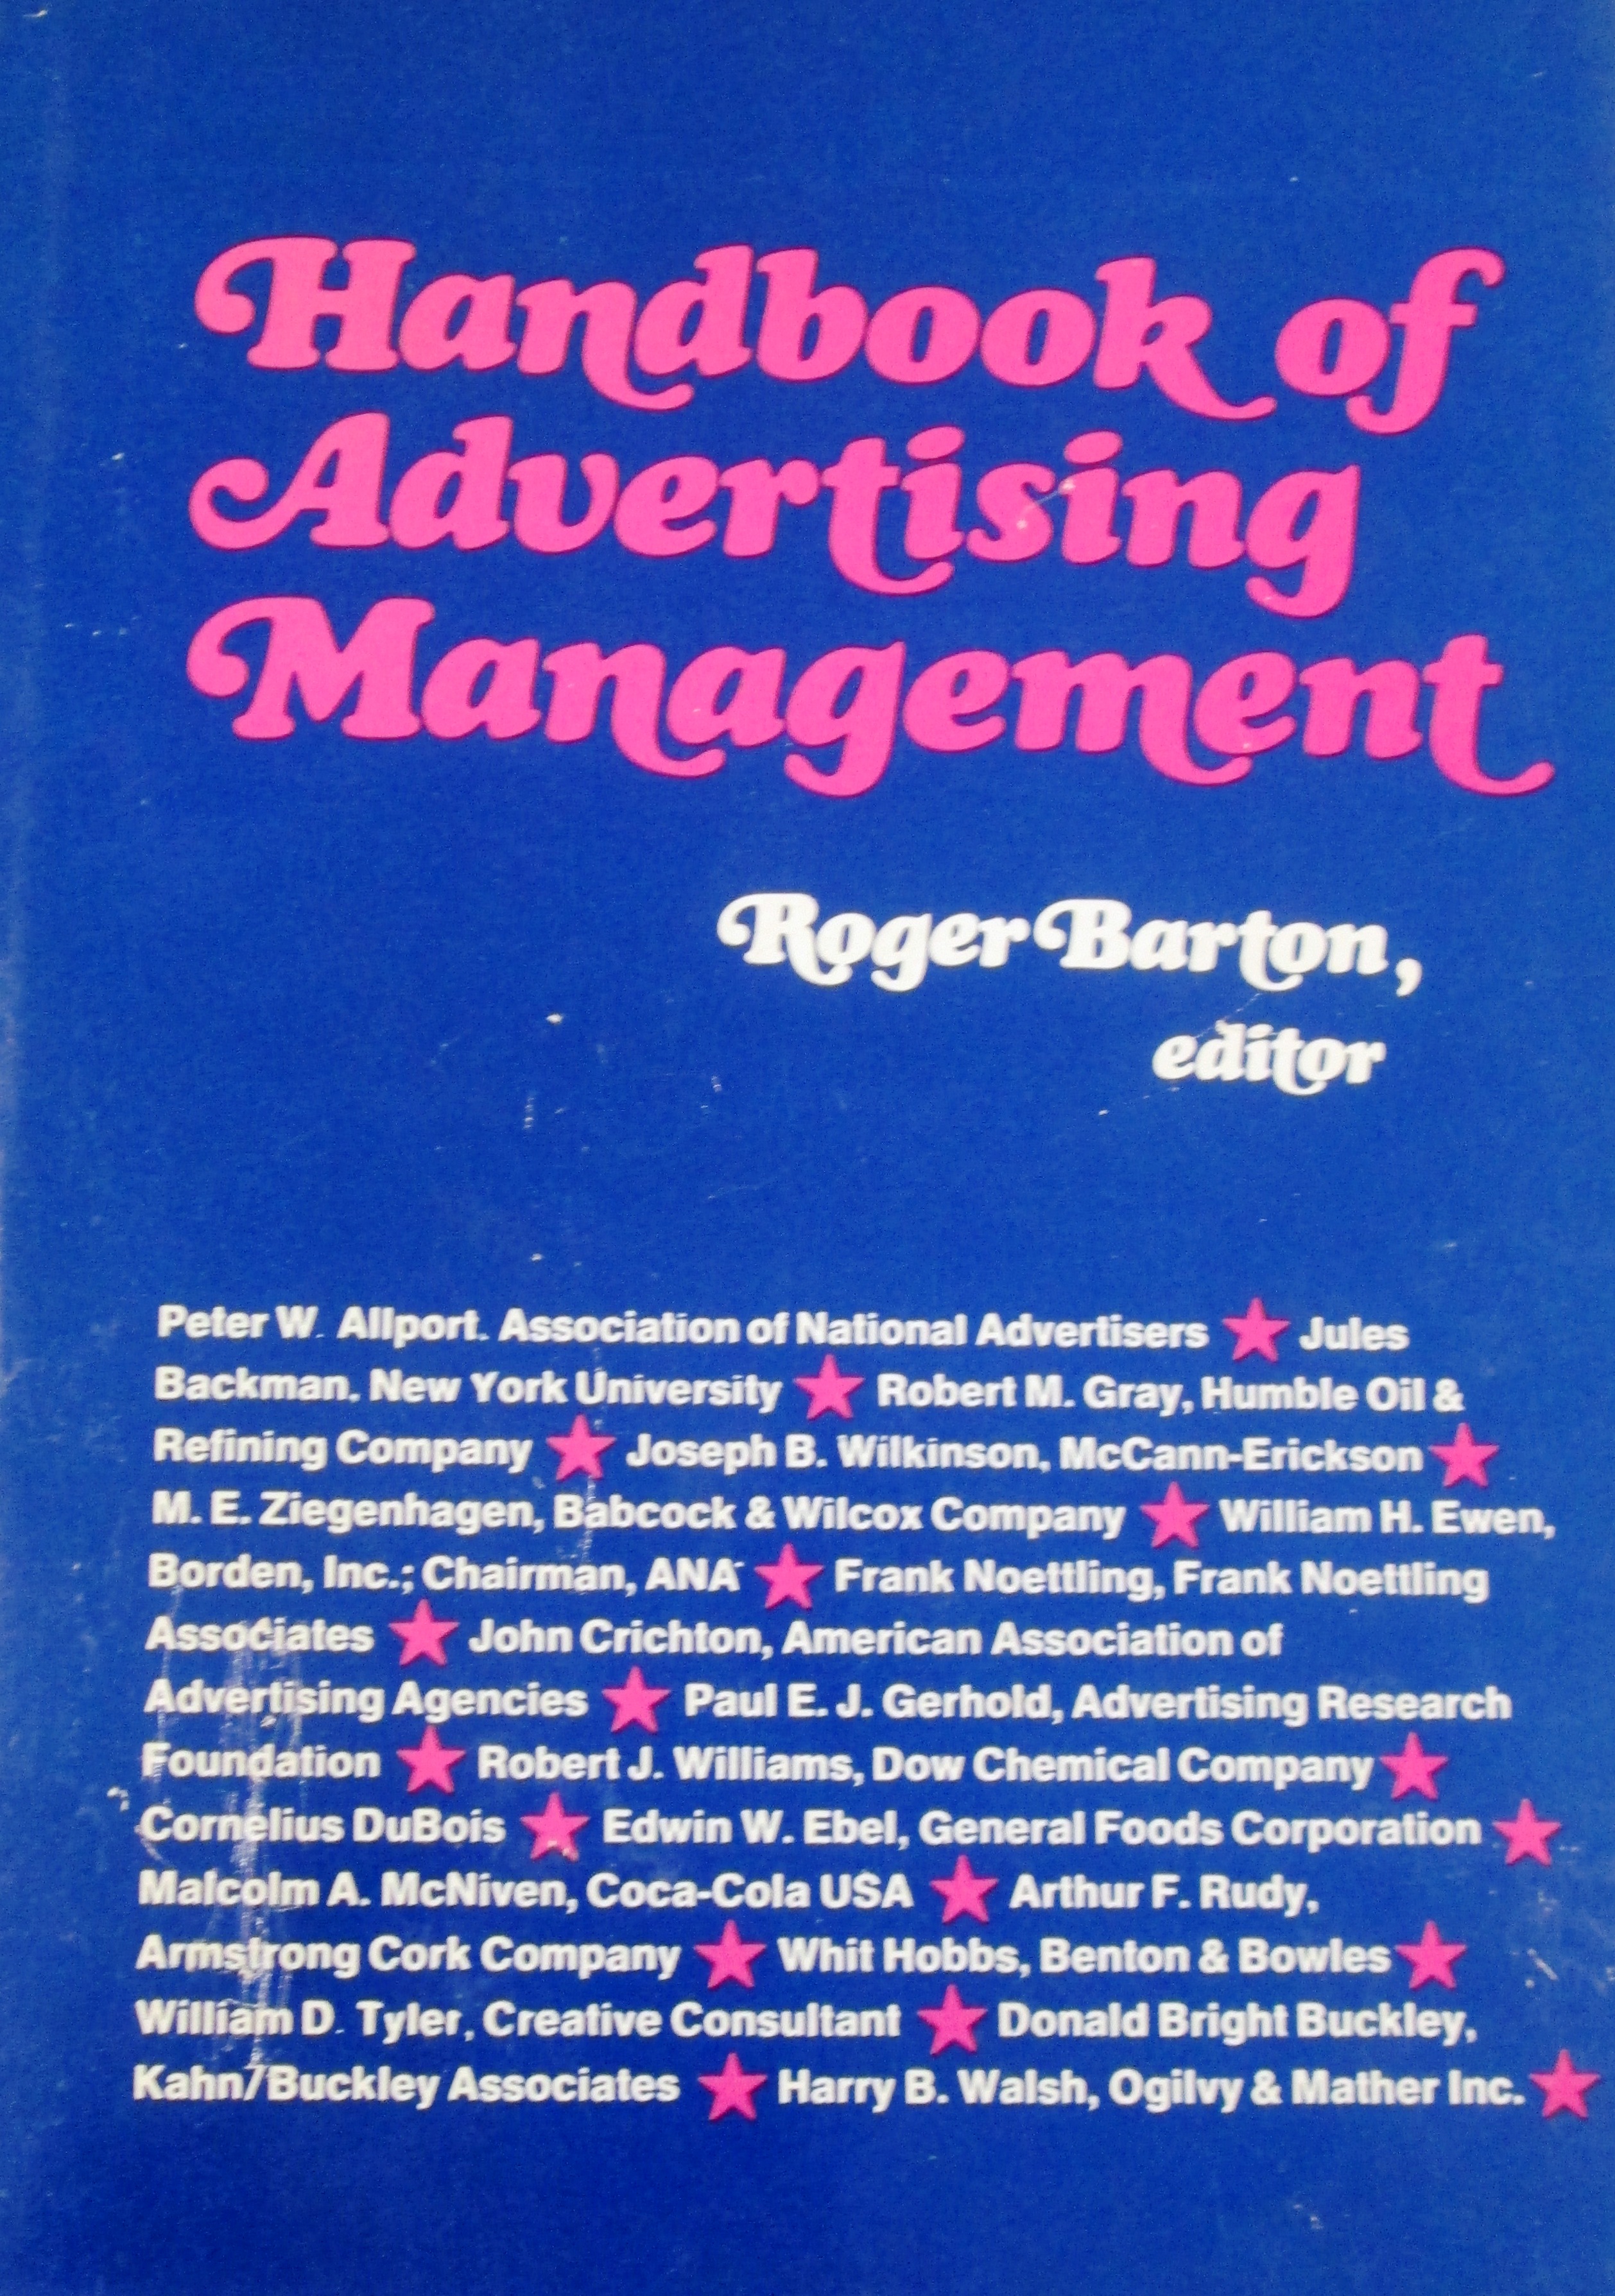 Handbook of
Advertising
Management
Roger Barton,
editor
Peter W. Allport. Association of National Advertisers ★ Jules
Backman. New York University ★ Robert M. Gray, Humble Oil &
Refining Company ★ Joseph B. Wilkinson, McCann-Erickson ★
M. E. Ziegenhagen, Babcock & Wilcox Company ★ William H. Ewen,
Borden, Inc.; Chairman, ANA ★ Frank Noettling, Frank Noettling
Associates ★ John Crichton, American Association of
Advertising Agencies ★ Paul E. J. Gerhold, Advertising Research
Foundation ★ Robert J. Williams, Dow Chemical Company ★
Cornelius DuBois ★ Edwin W. Ebel, General Foods Corporation ★
Malcolm A. McNiven, Coca-Cola USA ★ Arthur F. Rudy,
Armstrong Cork Company ★ Whit Hobbs, Benton & Bowles ★
William D. Tyler, Creative Consultant ★ Donald Bright Buckley,
Kahn/Buckley Associates ★ Harry B. Walsh, Ogilvy & Mather Inc. ★